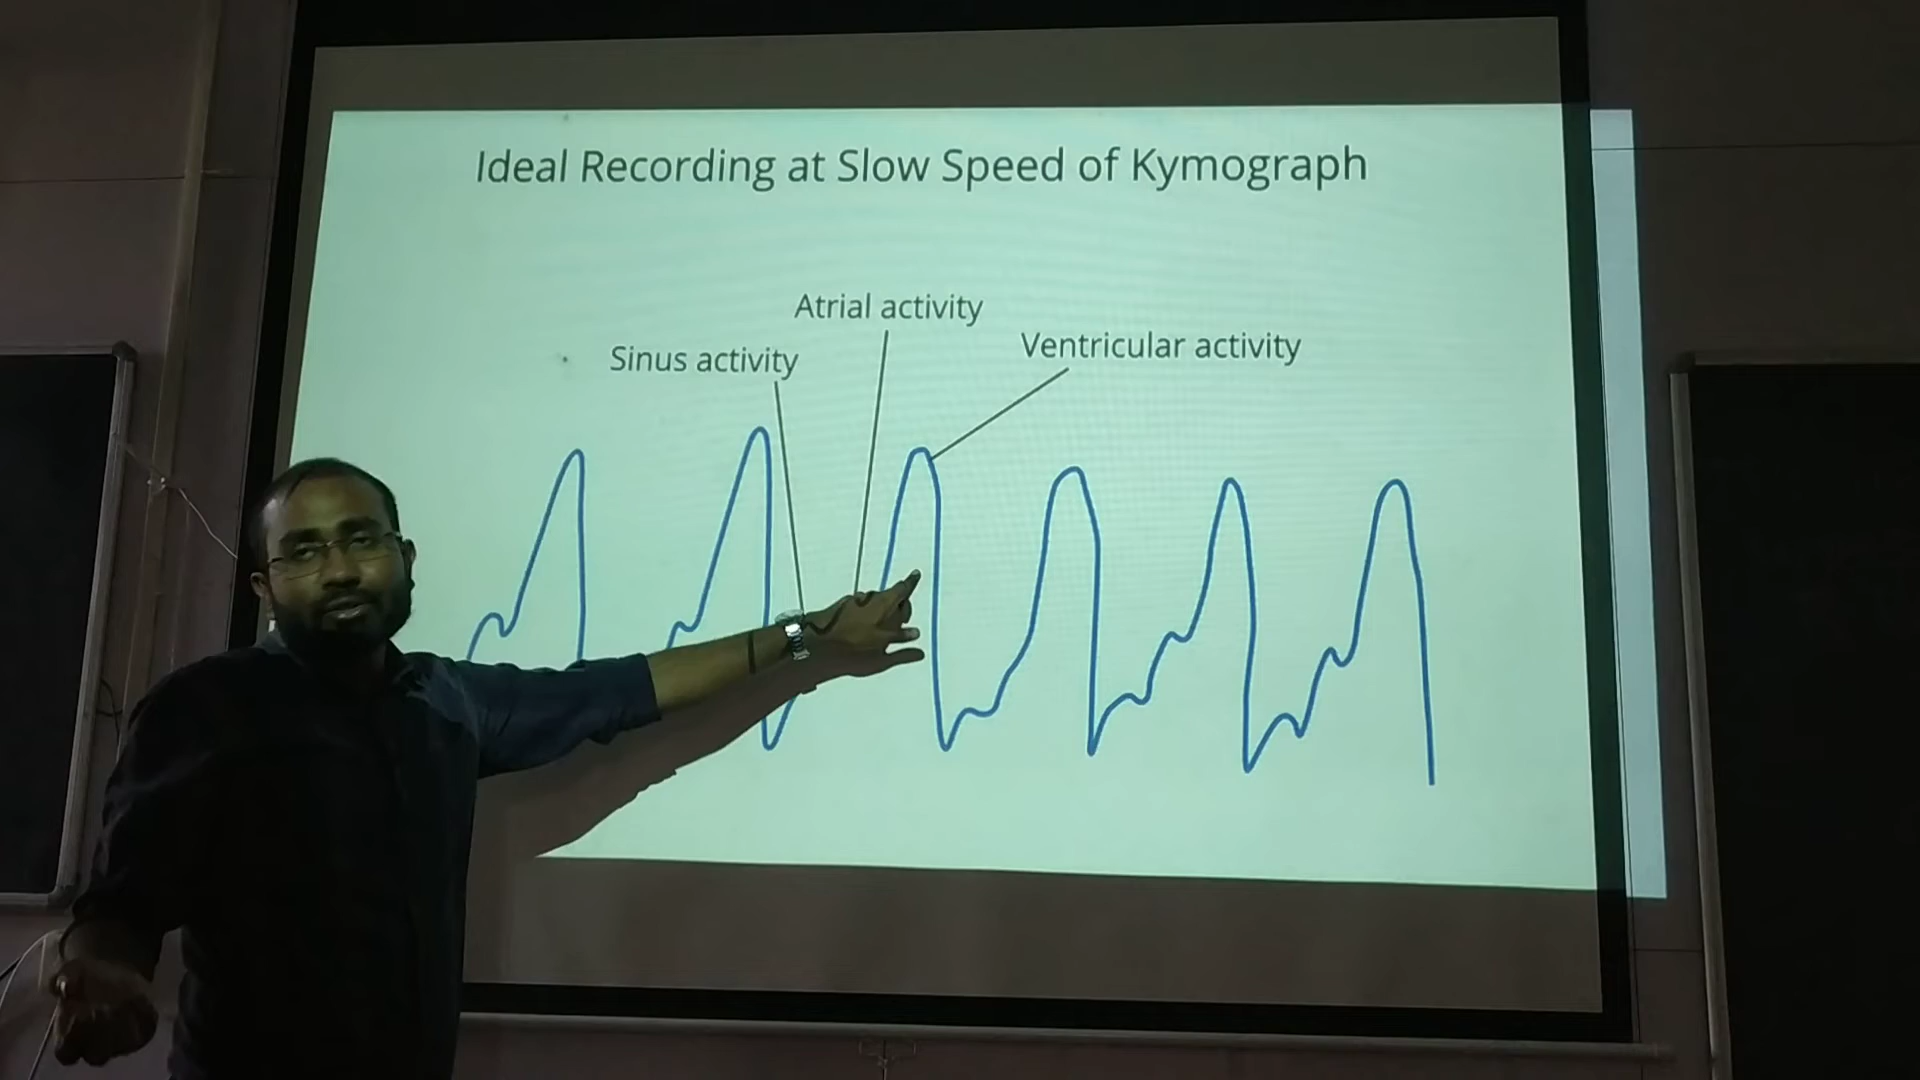 Ideal Recording at Slow Speed of Kymograph
Atrial activity
Ventricular activity
Sinus activity